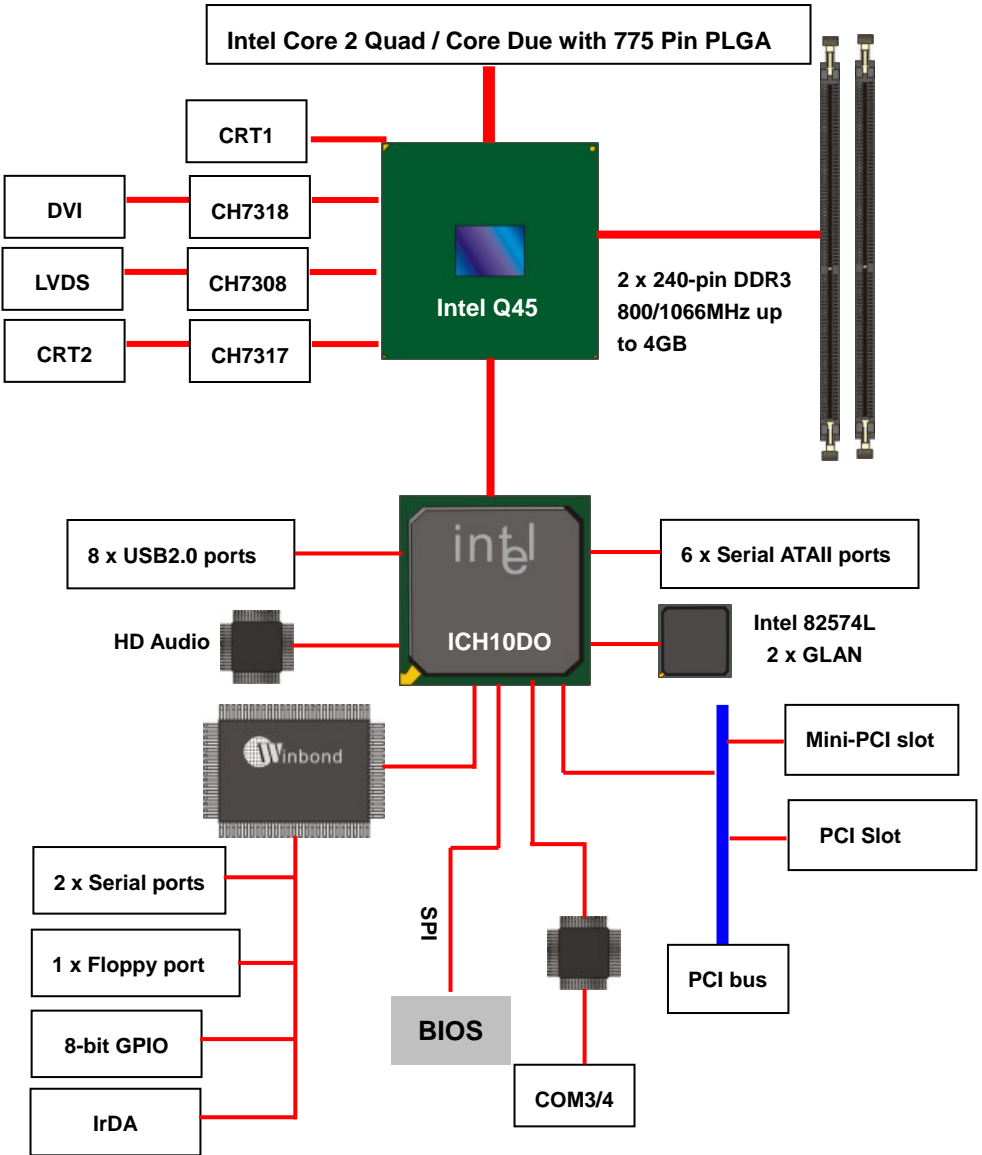 Intel Core 2 Quad / Core Due with 775 Pin PLGA
CRT1
DVI
CH7318
LVDS
CH7308
CRT2
CH7317
Intel Q45
2 x 240-pin DDR3
800/1066MHz up
to 4GB
8 x USB2.0 ports
intel
6 x Serial ATAII ports
HD Audio
ICH10DO
Intel 82574L
2 x GLAN
Winbond
Mini-PCI slot
PCI Slot
2 x Serial ports
SPI
1 x Floppy port
PCI bus
BIOS
8-bit GPIO
COM3/4
IrDA